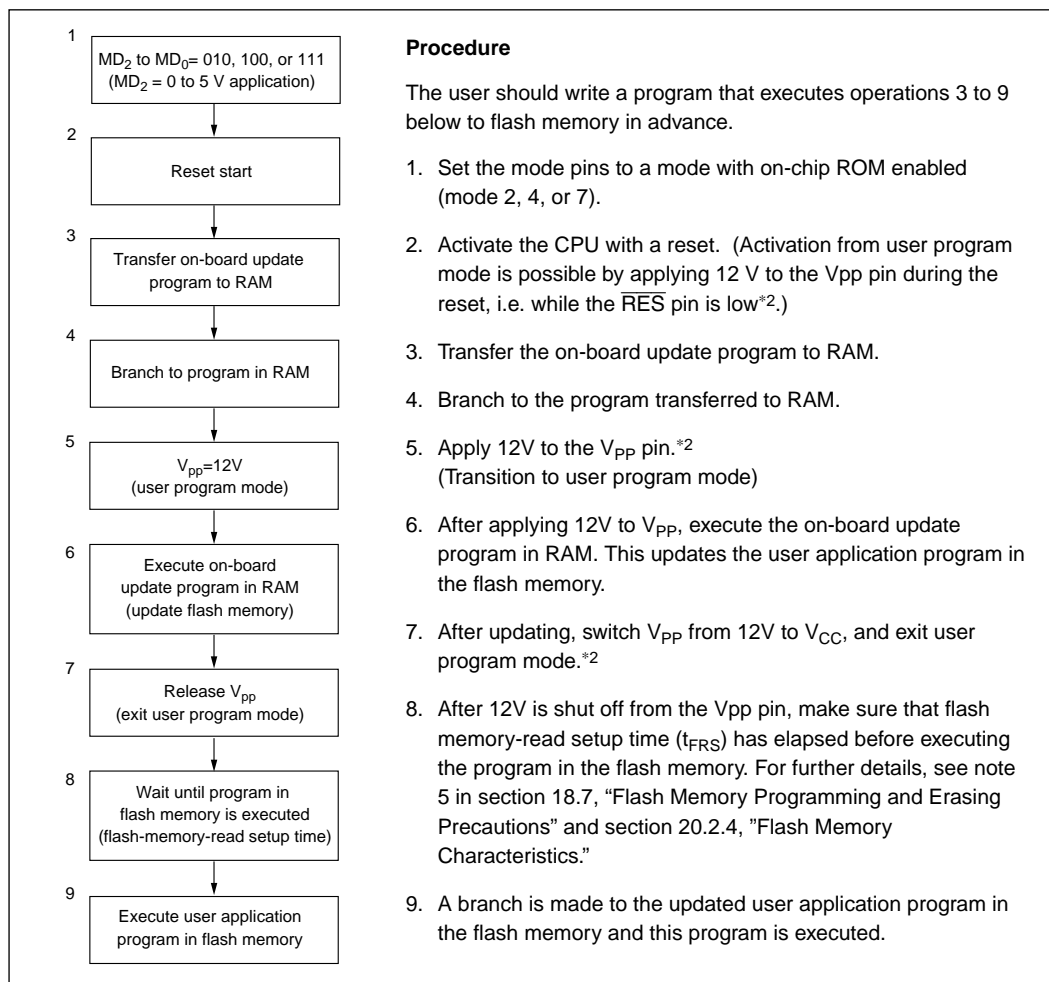 1
MD2 to MD0= 010, 100, or 111
(MD2 = 0 to 5 V application)
2
Reset start
3
Transfer on-board update
program to RAM
4
Branch to program in RAM
5
Vpp=12V
(user program mode)
6
Execute on-board
update program in RAM
(update flash memory)
7
Release Vpp
(exit user program mode)
8
Wait until program in
flash memory is executed
(flash-memory-read setup time)
9
Execute user application
program in flash memory
Procedure
The user should write a program that executes operations 3 to 9
below to flash memory in advance.
1. Set the mode pins to a mode with on-chip ROM enabled
(mode 2, 4, or 7).
2. Activate the CPU with a reset. (Activation from user program
mode is possible by applying 12 V to the Vpp pin during the
reset, i.e. while the RES pin is low*2.)
3. Transfer the on-board update program to RAM.
4. Branch to the program transferred to RAM.
5. Apply 12V to the VPP pin.*2
(Transition to user program mode)
6. After applying 12V to VPP, execute the on-board update
program in RAM. This updates the user application program in
the flash memory.
7. After updating, switch VPP from 12V to VCC, and exit user
program mode.*2
8. After 12V is shut off from the Vpp pin, make sure that flash
memory-read setup time (tFRS) has elapsed before executing
the program in the flash memory. For further details, see note
5 in section 18.7, “Flash Memory Programming and Erasing
Precautions” and section 20.2.4, ”Flash Memory
Characteristics.”
9. A branch is made to the updated user application program in
the flash memory and this program is executed.